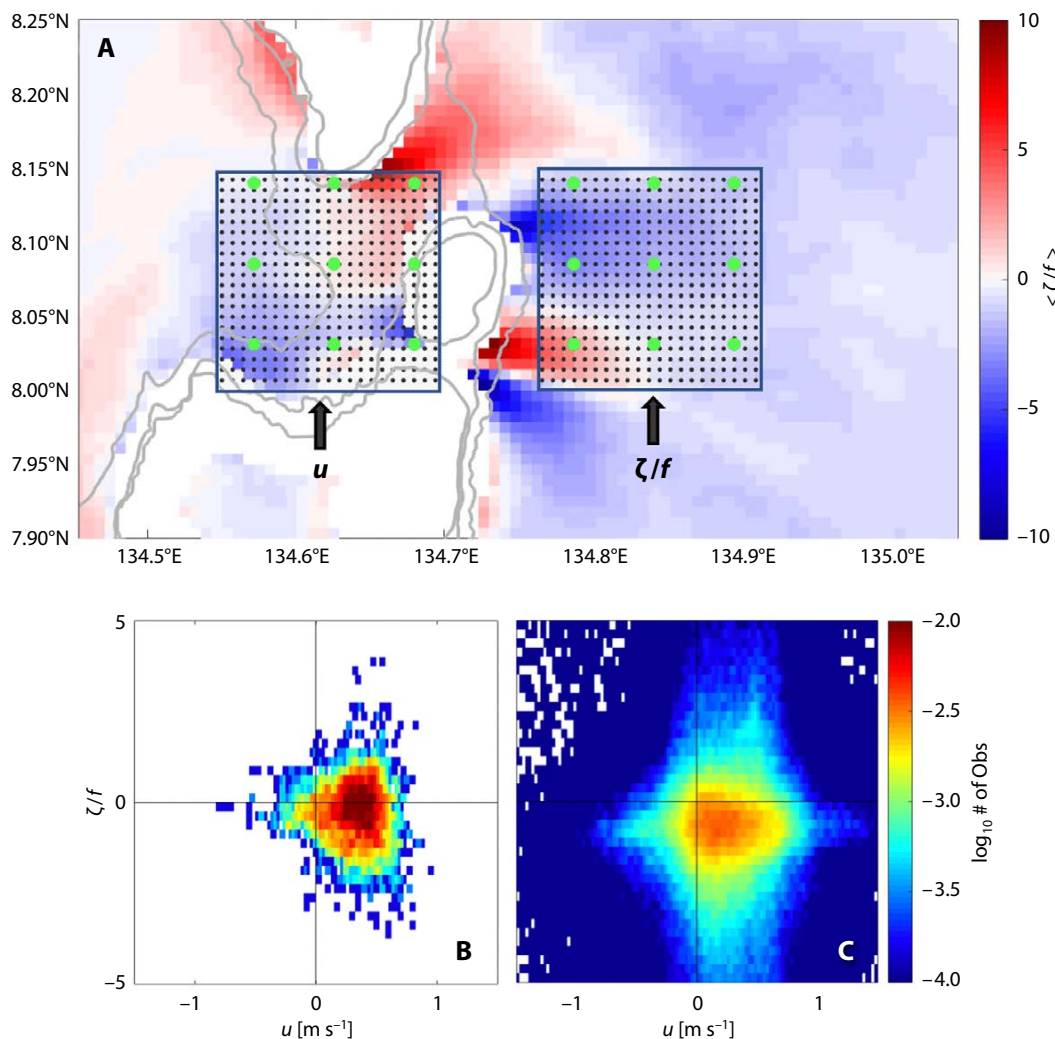 A
8.25°N
8.20°N
8.15°N
8.10°N
8.05°N
8.00°N
7.95°N
7.90°N
134.5°E
134.6°E
134.7°E
134.8°E
134.9°E
135.0°E
u
ζ/f
10
5
0
−5
−10
< ζ/f >
5
0
−5
ζ/f
B
−1
0
1
u [m s⁻¹]
C
−1
0
1
u [m s⁻¹]
−2.0
−2.5
−3.0
−3.5
−4.0
log₁₀ # of Obs